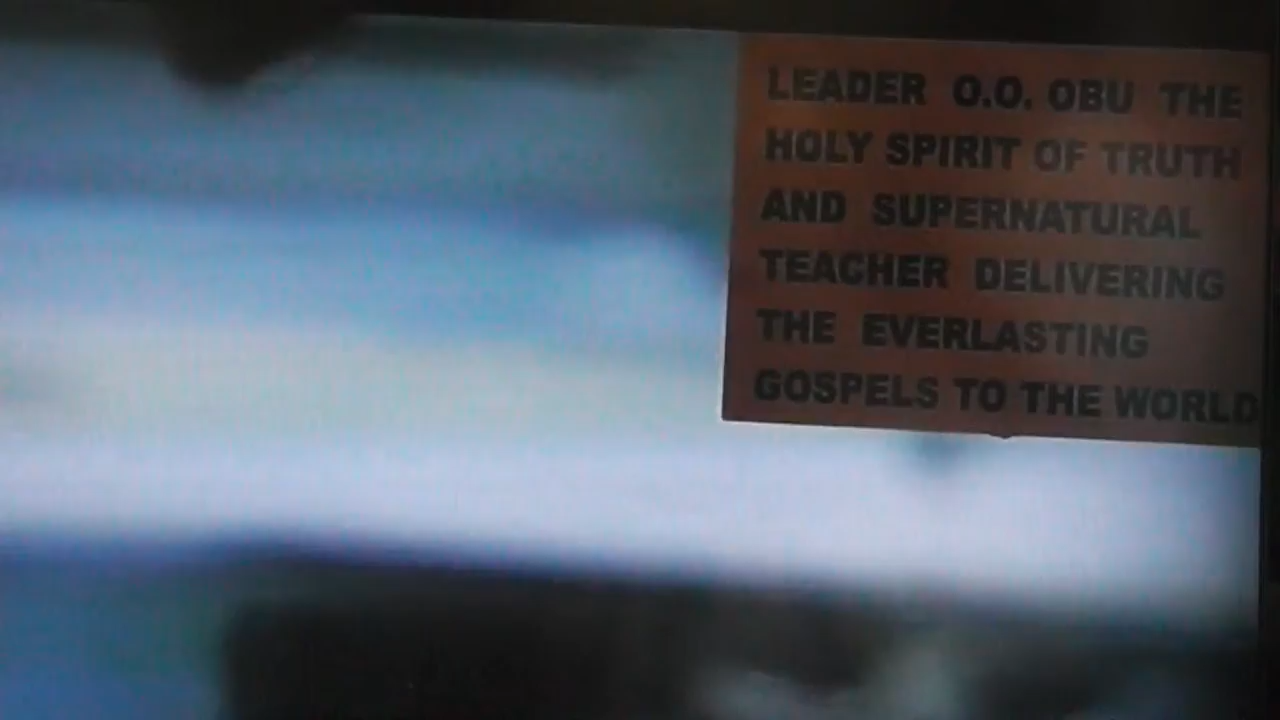 LEADER O.O. OBU THE
HOLY SPIRIT OF TRUTH
AND SUPERNATURAL
TEACHER DELIVERING
THE EVERLASTING
GOSPELS TO THE WORLD